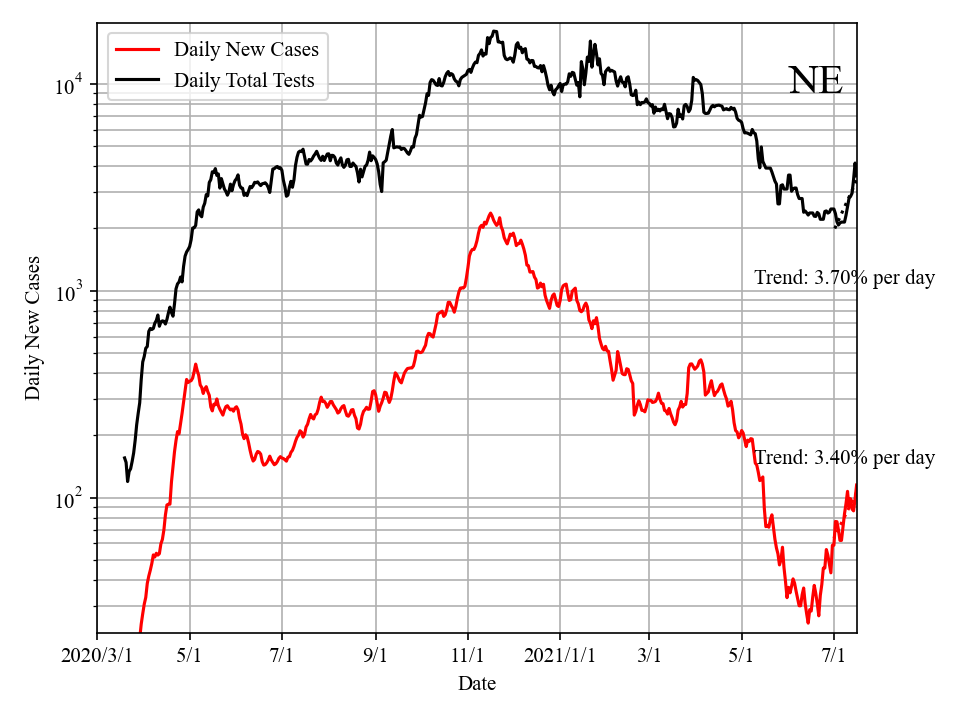 Daily New Cases
Daily Total Tests
NE
10^4
10^3
10^2
Trend: 3.70% per day
Trend: 3.40% per day
Daily New Cases
2020/3/1 5/1 7/1 9/1 11/1 2021/1/1 3/1 5/1 7/1
Date